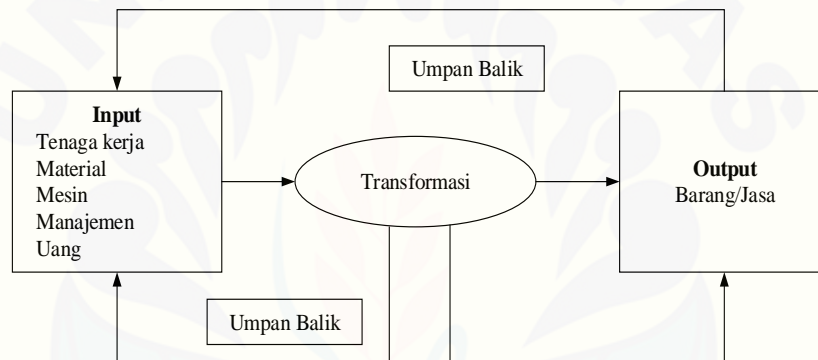 Umpan Balik
Input
Tenaga kerja
Material
Mesin
Manajemen
Uang
Transformasi
Output
Barang/Jasa
Umpan Balik